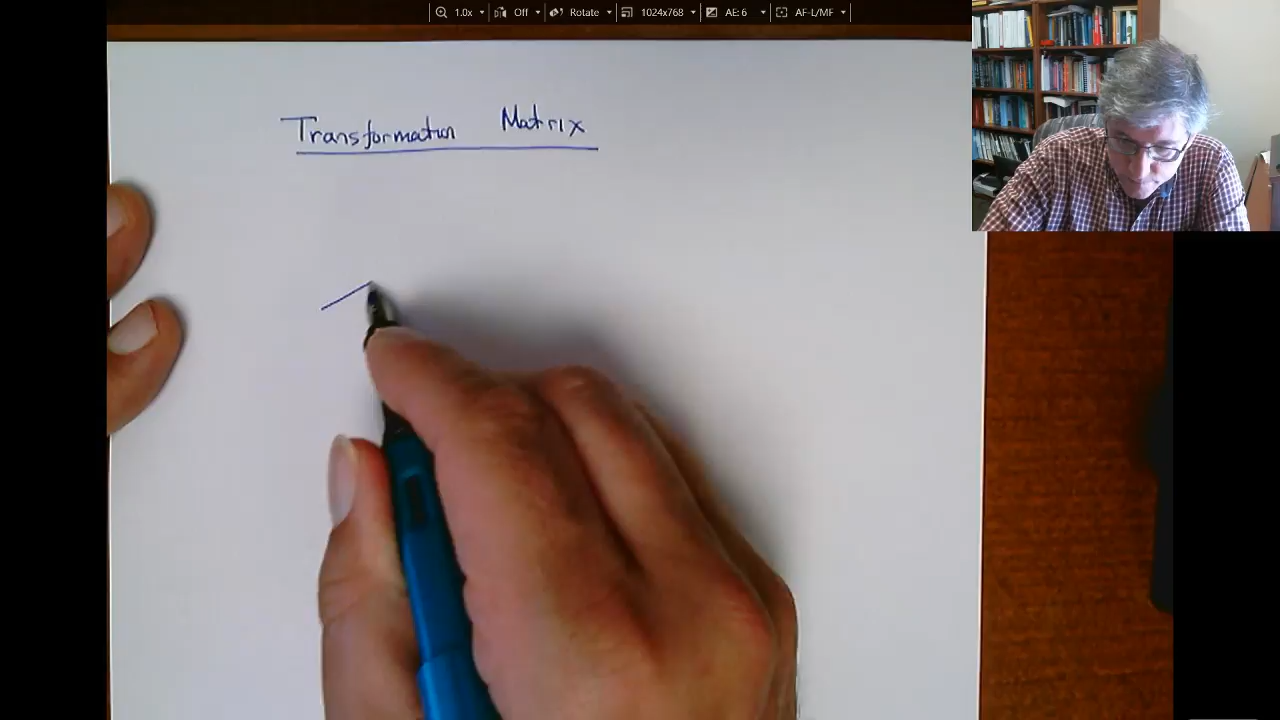 1.0x Off Rotate 1024x768 AE: 6 AF-L/MF
Transformation Matrix